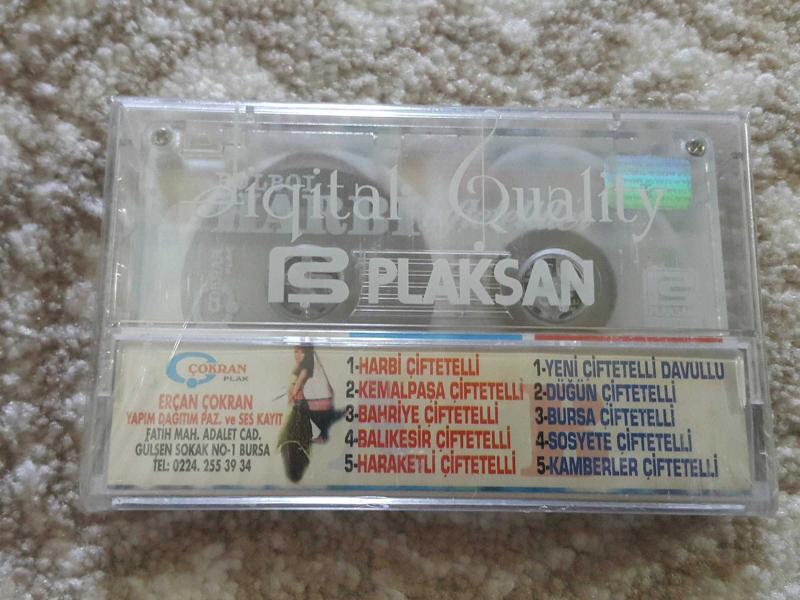 Digital Quality
HARBİ
PLAKSAN
ÇOKRAN
PLAK
ERÇAN ÇOKRAN
YAPIM DAĞITIM PAZ. ve SES KAYIT
FATİH MAH. ADALET CAD.
GÜLŞEN SOKAK NO-1 BURSA
TEL: 0224. 255 39 34
1-HARBİ ÇİFTETELLİ
2-KEMALPAŞA ÇİFTETELLİ
3-BAHRİYE ÇİFTETELLİ
4-BALIKESİR ÇİFTETELLİ
5-HARAKETLİ ÇİFTETELLİ
1-YENİ ÇİFTETELLİ DAVULLU
2-DÜĞÜN ÇİFTETELLİ
3-BURSA ÇİFTETELLİ
4-SOSYETE ÇİFTETELLİ
5-KAMBERLER ÇİFTETELLİ